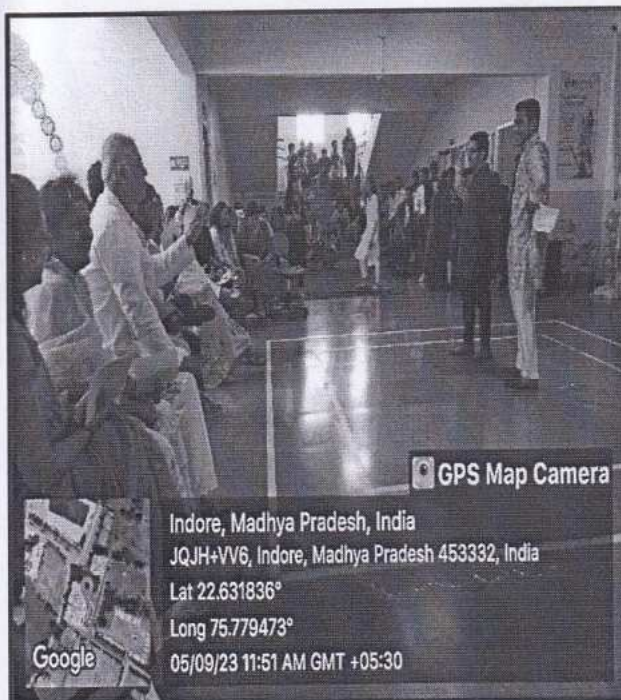 GPS Map Camera
Indore, Madhya Pradesh, India
JQJH+VV6, Indore, Madhya Pradesh 453332, India
Lat 22.631836°
Long 75.779473°
05/09/23 11:51 AM GMT +05:30
Google